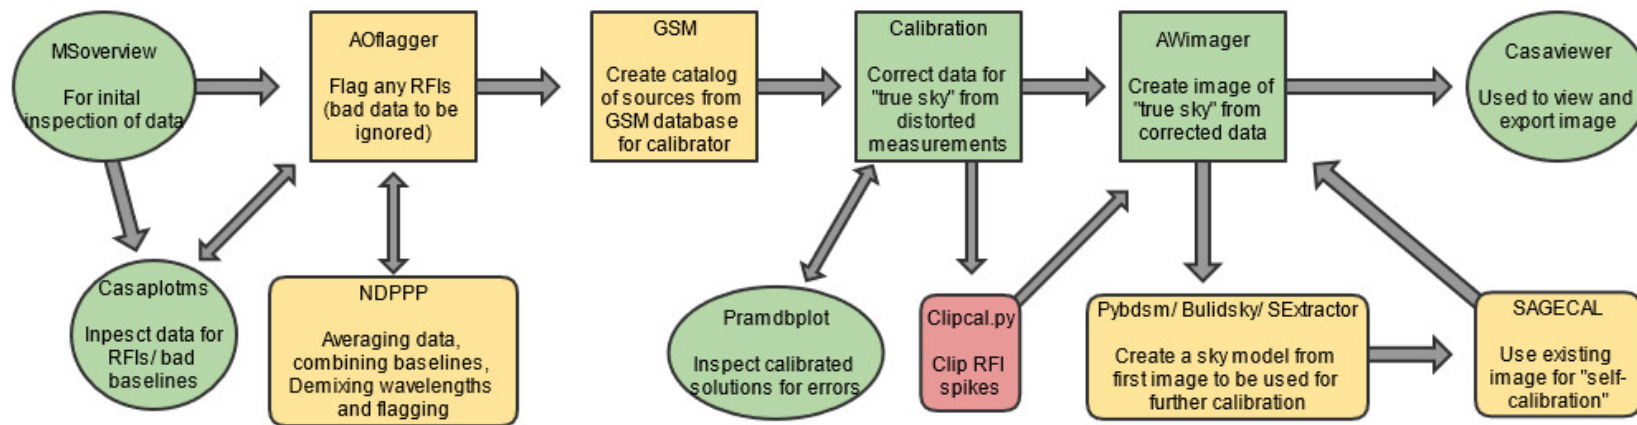 MSoverview
For inital
inspection of data
AOflagger
Flag any RFIs
(bad data to be
ignored)
GSM
Create catalog
of sources from
GSM database
for calibrator
Calibration
Correct data for
"true sky" from
distorted
measurements
AWimager
Create image of
"true sky" from
corrected data
Casaviewer
Used to view and
export image
Casaplotms
Inpesct data for
RFIs/ bad
baselines
NDPPP
Averaging data,
combining baselines,
Demixing wavelengths
and flagging
Pramdbplot
Inspect calibrated
solutions for errors
Clipcal.py
Clip RFI
spikes
Pybdsm/ Bulidsky/ SExtractor
Create a sky model from
first image to be used for
further calibration
SAGECAL
Use existing
image for "self-
calibration"